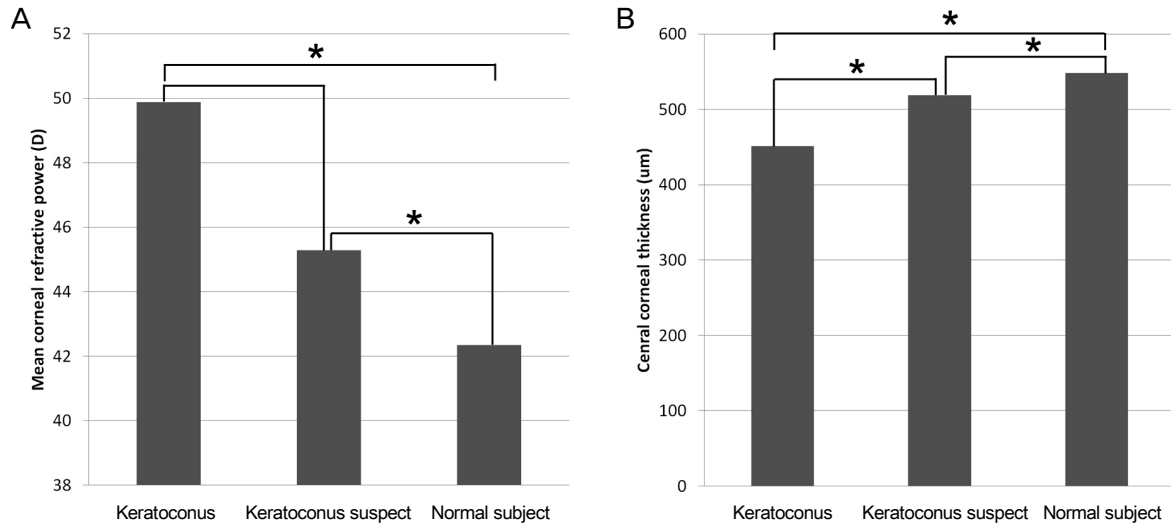 A
Mean corneal refractive power (D)
52
50
48
46
44
42
40
38
*
*
Keratoconus
Keratoconus suspect
Normal subject
B
Cenral corneal thickness (um)
600
500
400
300
200
100
0
*
*
*
Keratoconus
Keratoconus suspect
Normal subject